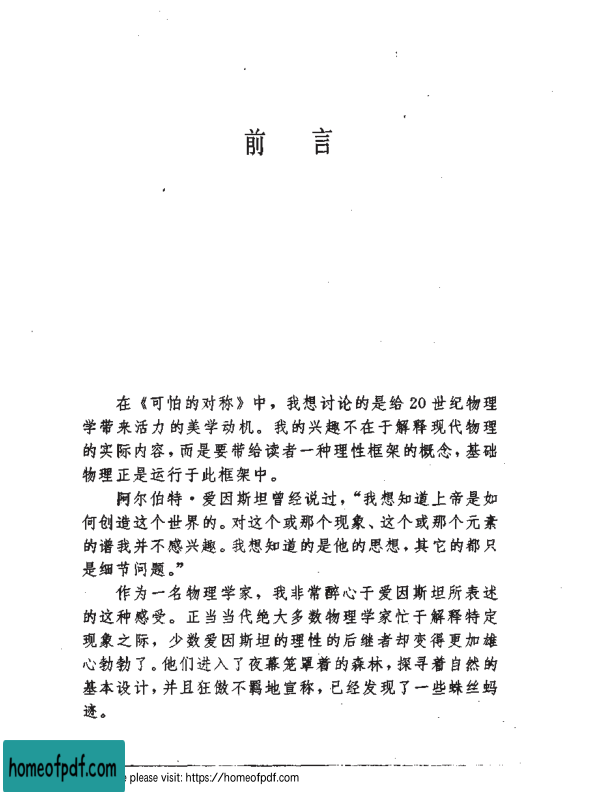 前言
在《可怕的对称》中，我想讨论的是给20世纪物理
学带来活力的美学动机。我的兴趣不在于解释现代物理
的实际内容，而是要带给读者一种理性框架的概念，基础
物理正是运行于此框架中。
阿尔伯特·爱因斯坦曾经说过，“我想知道上帝是如
何创造这个世界的。对这个或那个现象、这个或那个元素
的谱我并不感兴趣。我想知道的是他的思想，其它的都只
是细节问题。”
作为一名物理学家，我非常醉心于爱因斯坦所表述
的这种感受。正当当代绝大多数物理学家忙于解释特定
现象之际，少数爱因斯坦的理性的后继者却变得更加雄
心勃勃了。他们进入了夜幕笼罩着的森林，探寻着自然的
基本设计，并且狂傲不羁地宣称，已经发现了一些蛛丝蚂
迹。
homeofpdf.com
please visit: https://homeofpdf.com